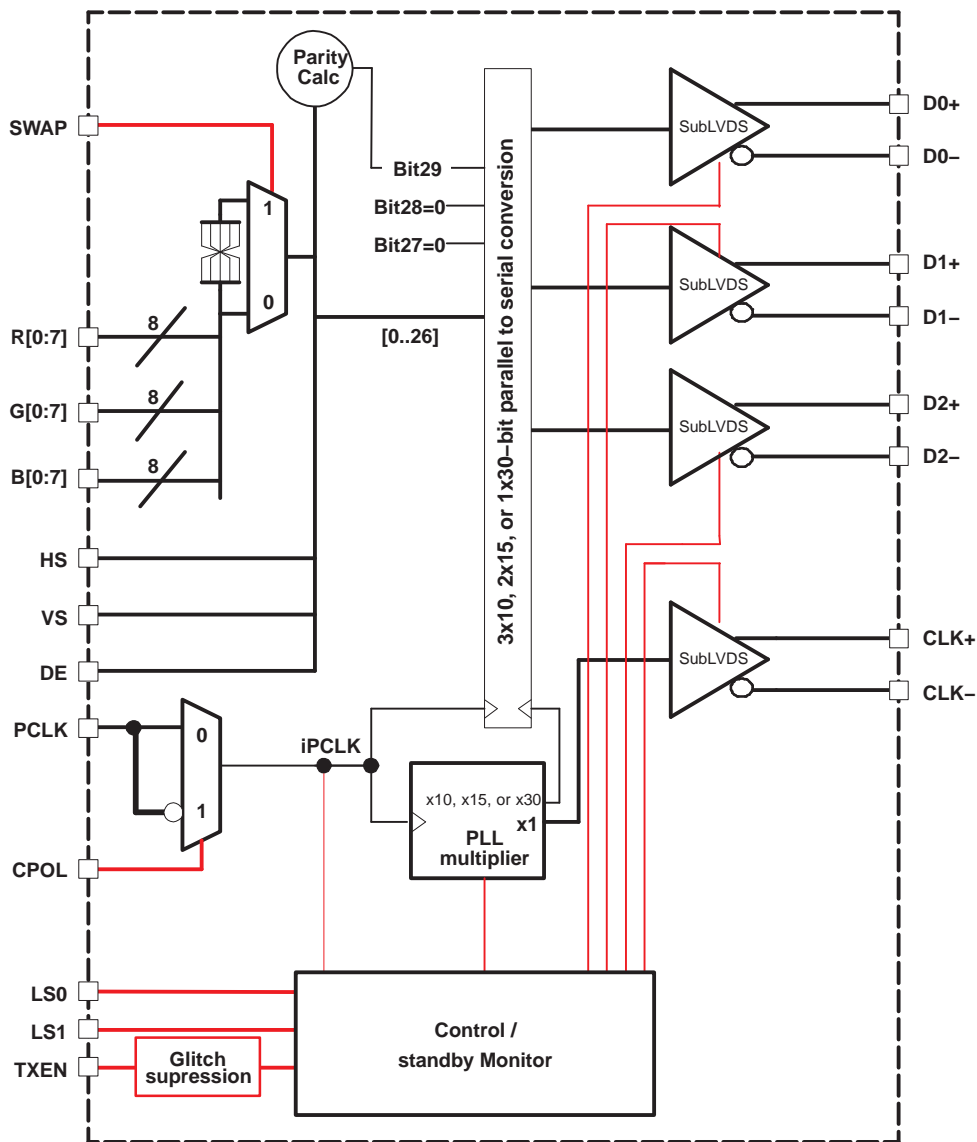 Parity
Calc
SWAP
1
0
Bit29
Bit28=0
Bit27=0
[0..26]
R[0:7]
8
G[0:7]
8
B[0:7]
8
HS
VS
DE
PCLK
0
1
CPOL
iPCLK
3x10, 2x15, or 1x30–bit parallel to serial conversion
x10, x15, or x30
x1
PLL
multiplier
SubLVDS
D0+
D0–
SubLVDS
D1+
D1–
SubLVDS
D2+
D2–
SubLVDS
CLK+
CLK–
LS0
LS1
TXEN
Glitch
supression
Control /
standby Monitor